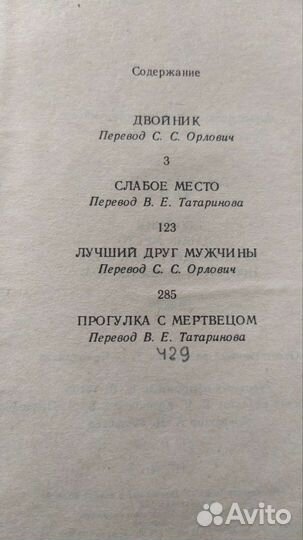 Содержание
ДВОЙНИК
Перевод С. С. Орлович
3
СЛАБОЕ МЕСТО
Перевод В. Е. Татаринова
123
ЛУЧШИЙ ДРУГ МУЖЧИНЫ
Перевод С. С. Орлович
285
ПРОГУЛКА С МЕРТВЕЦОМ
Перевод В. Е. Татаринова
429
Avito